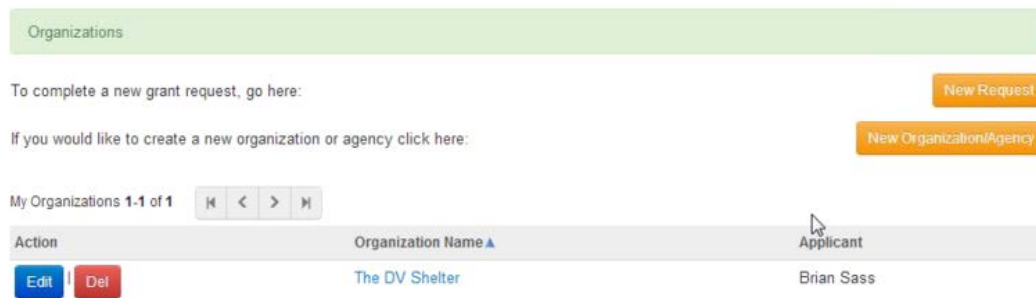 Organizations
To complete a new grant request, go here: New Request
If you would like to create a new organization or agency click here: New Organization/Agency
My Organizations 1-1 of 1
Action Organization Name Applicant
Edit | Del The DV Shelter Brian Sass